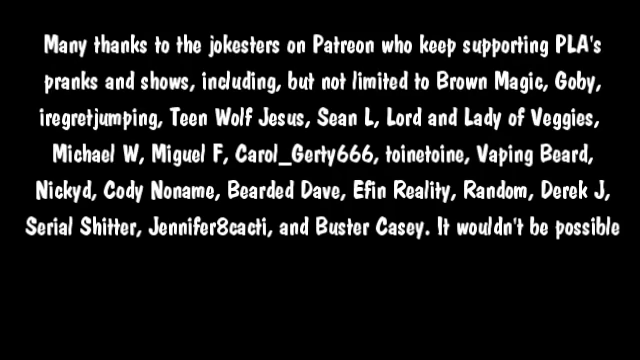 Many thanks to the jokesters on Patreon who keep supporting PLA's
pranks and shows, including, but not limited to Brown Magic, Goby,
iregretjumping, Teen Wolf Jesus, Sean L, Lord and Lady of Veggies,
Michael W, Miguel F, Carol_Gerty666, toinetoine, Vaping Beard,
Nickyd, Cody Noname, Bearded Dave, Efin Reality, Random, Derek J,
Serial Shitter, Jennifer8cacti, and Buster Casey. It wouldn't be possible